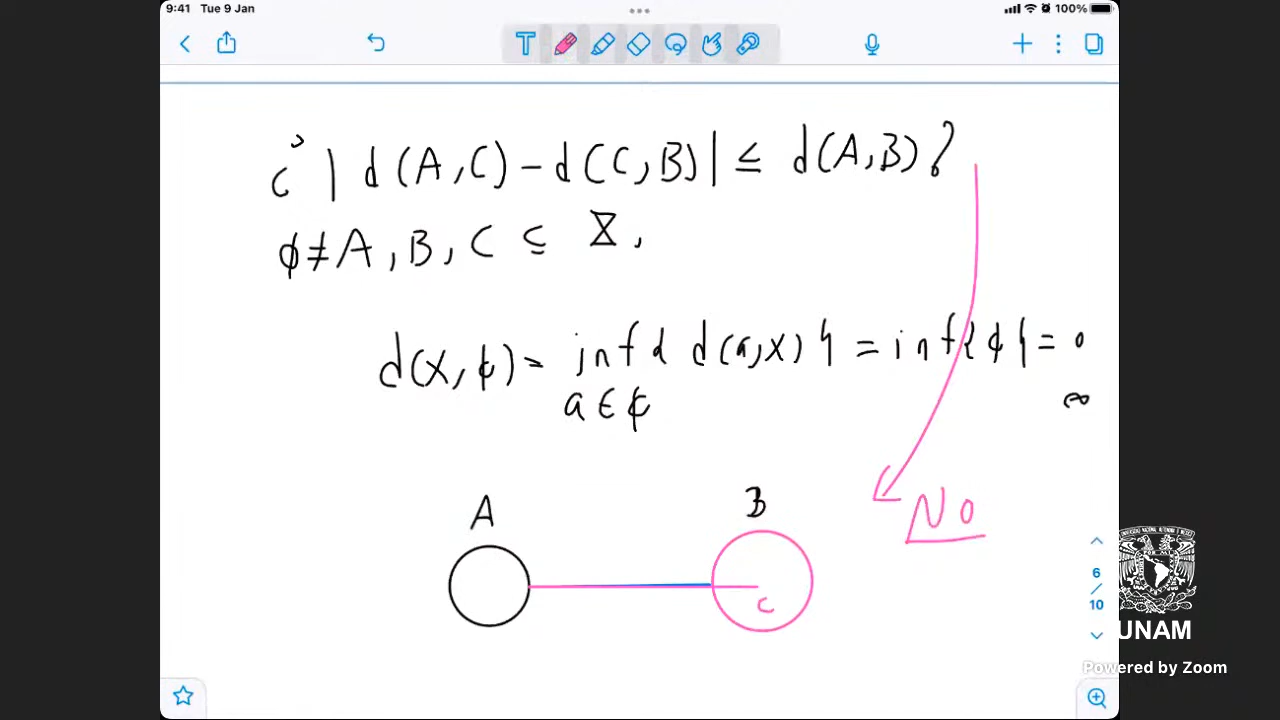 9:41 Tue 9 Jan
100%
¿ | d(A,C) - d(C,B) | ≤ d(A,B) ?
∅ ≠ A, B, C ⊆ X,
d(x,∅) = inf { d(a,x) } = inf { ∅ } = ∞
a ∈ ∅
∞
A
B
C
NO
6
/
10
UNAM
Powered by Zoom